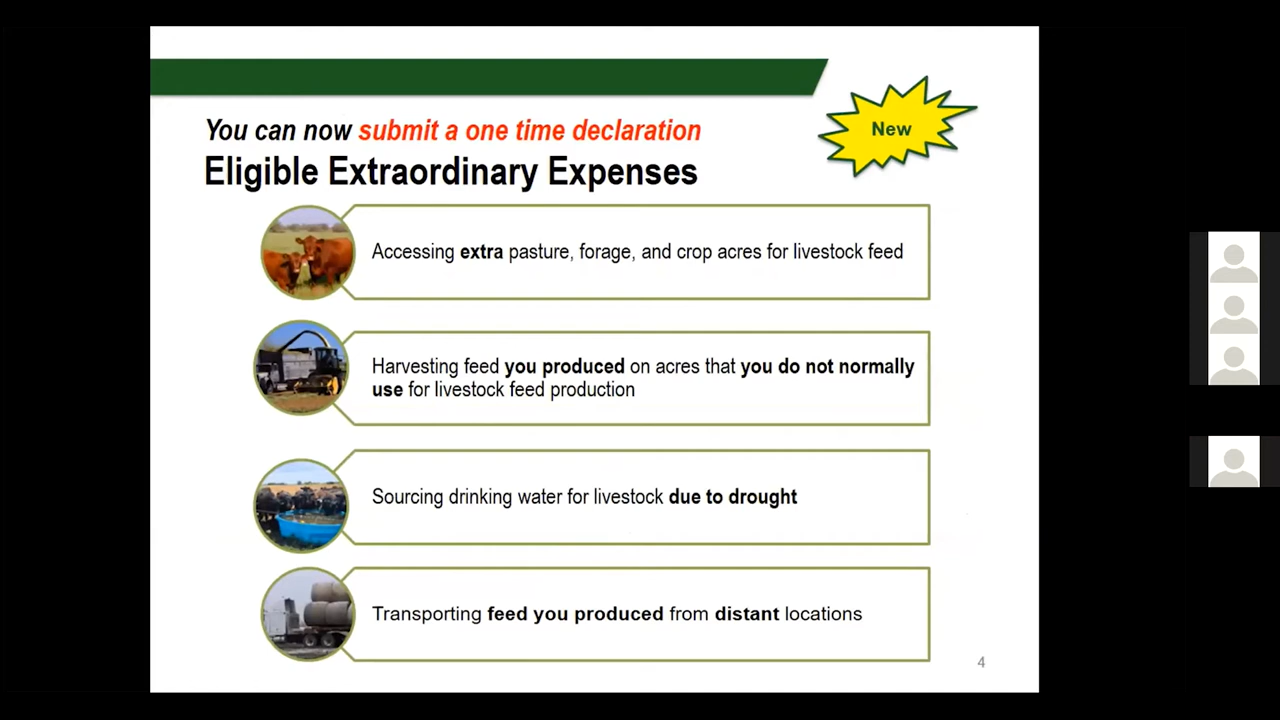 You can now submit a one time declaration
New
Eligible Extraordinary Expenses
Accessing extra pasture, forage, and crop acres for livestock feed
Harvesting feed you produced on acres that you do not normally
use for livestock feed production
Sourcing drinking water for livestock due to drought
Transporting feed you produced from distant locations
4